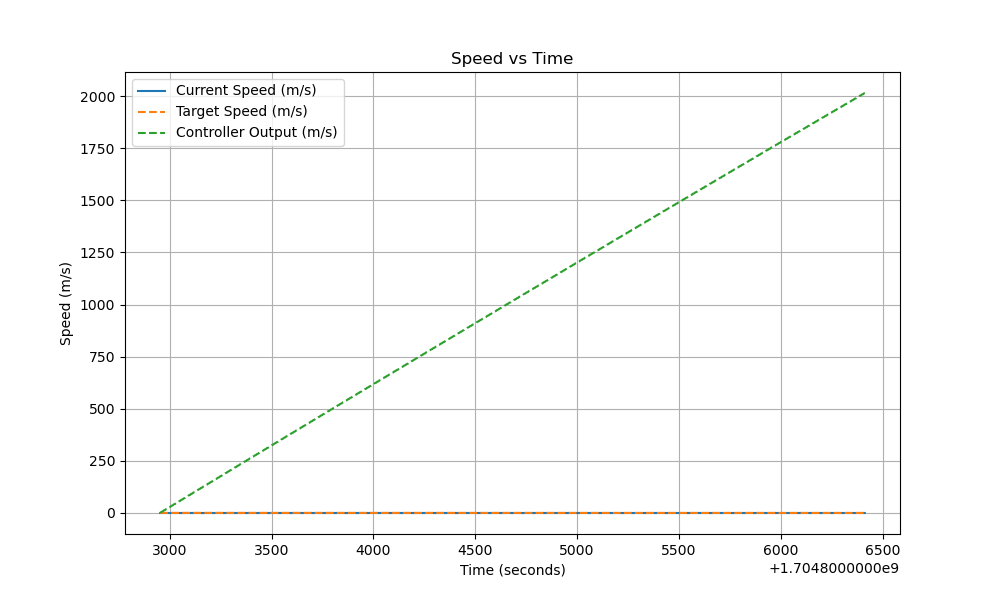 Speed vs Time
Current Speed (m/s)
Target Speed (m/s)
Controller Output (m/s)
Speed (m/s)
2000
1750
1500
1250
1000
750
500
250
0
3000 3500 4000 4500 5000 5500 6000 6500
Time (seconds)
+1.7048000000e9